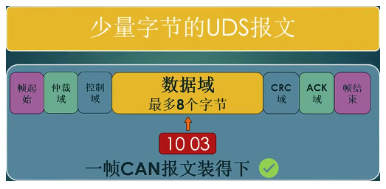 少量字节的UDS报文
帧起始
仲裁域
控制域
数据域
最多8个字节
CRC域
ACK域
帧结束
10 03
一帧CAN报文装得下